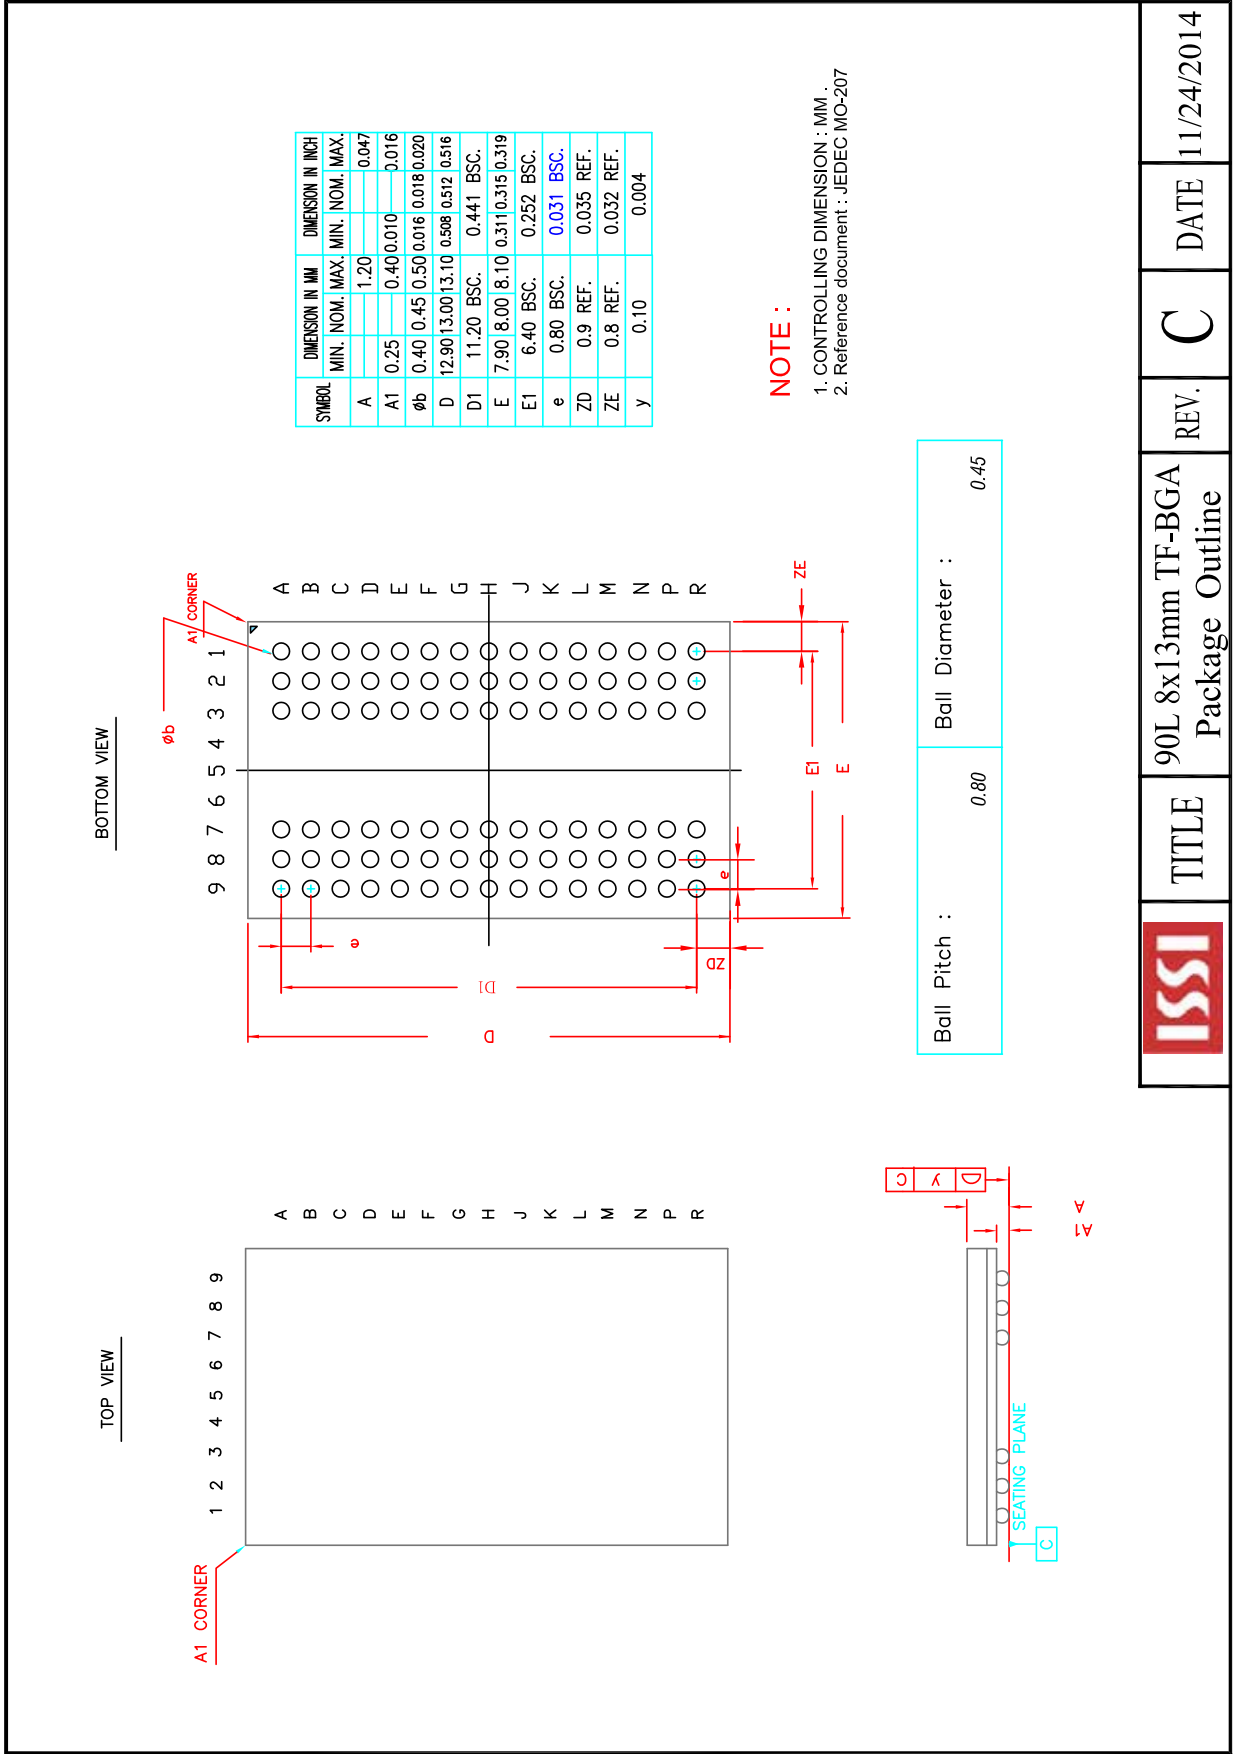 TOP VIEW
A1 CORNER
1 2 3 4 5 6 7 8 9
A
B
C
D
E
F
G
H
J
K
L
M
N
P
R
SEATING PLANE
C
y C
A1
A
BOTTOM VIEW
øb
A1 CORNER
9 8 7 6 5 4 3 2 1
A
B
C
D
E
F
G
H
J
K
L
M
N
P
R
e
D1
D
ZD
e
E1
E
ZE
SYMBOL DIMENSION IN MM DIMENSION IN INCH
MIN. NOM. MAX. MIN. NOM. MAX.
A 1.20 0.047
A1 0.25 0.40 0.010 0.016
øb 0.40 0.45 0.50 0.016 0.018 0.020
D 12.90 13.00 13.10 0.508 0.512 0.516
D1 11.20 BSC. 0.441 BSC.
E 7.90 8.00 8.10 0.311 0.315 0.319
E1 6.40 BSC. 0.252 BSC.
e 0.80 BSC. 0.031 BSC.
ZD 0.9 REF. 0.035 REF.
ZE 0.8 REF. 0.032 REF.
y 0.10 0.004
NOTE :
1. CONTROLLING DIMENSION : MM .
2. Reference document : JEDEC MO-207
Ball Pitch : 0.80
Ball Diameter : 0.45
ISSI
TITLE
90L 8x13mm TF-BGA
Package Outline
REV.
C
DATE
11/24/2014